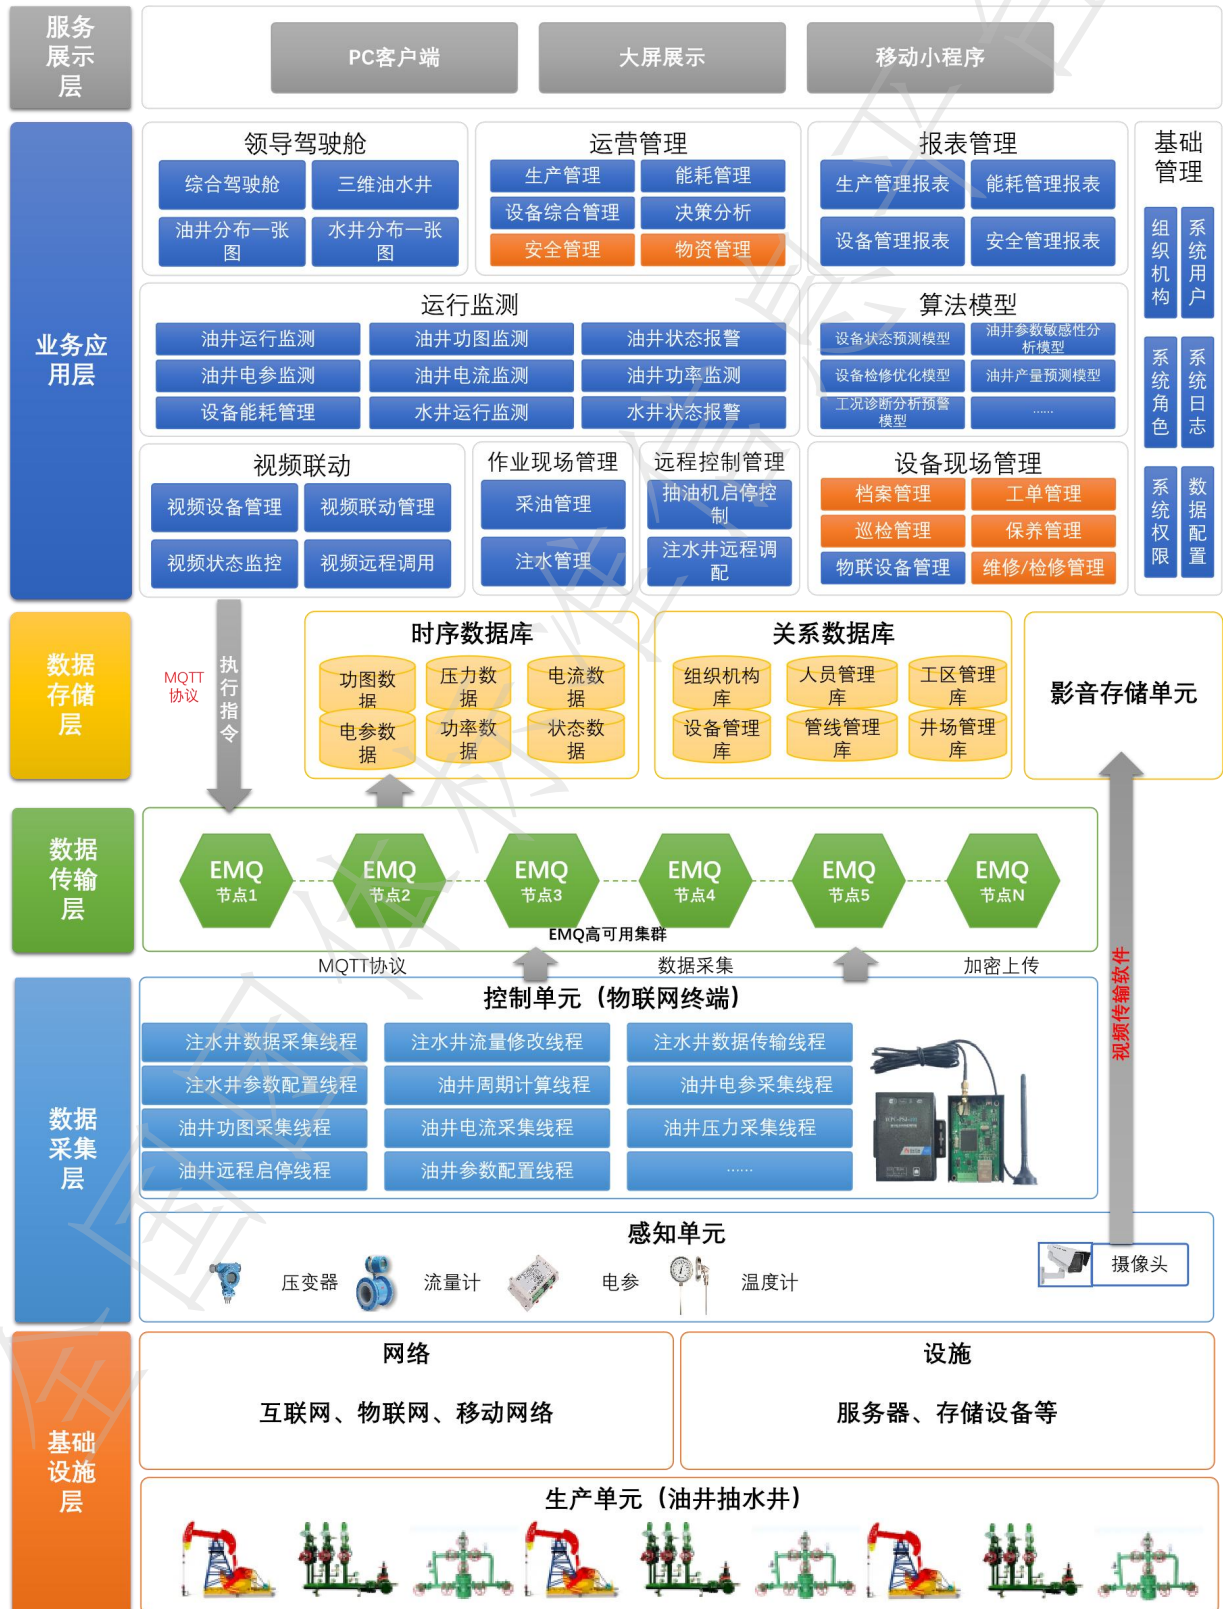 服务
展示
层
PC客户端
大屏展示
移动小程序
业务应
用层
领导驾驶舱
综合驾驶舱
三维油水井
油井分布一张
图
水井分布一张
图
运营管理
生产管理
能耗管理
设备综合管理
决策分析
安全管理
物资管理
报表管理
生产管理报表
能耗管理报表
设备管理报表
安全管理报表
基础
管理
组织机构
系统用户
系统角色
系统日志
系统权限
数据配置
运行监测
油井运行监测
油井功图监测
油井状态报警
油井电参监测
油井电流监测
油井功率监测
设备能耗管理
水井运行监测
水井状态报警
算法模型
设备状态预测模型
油井参数敏感性分
析模型
设备检修优化模型
油井产量预测模型
工况诊断分析预警
模型
……
视频联动
视频设备管理
视频联动管理
视频状态监控
视频远程调用
作业现场管理
采油管理
注水管理
远程控制管理
抽油机启停控
制
注水井远程调
配
设备现场管理
档案管理
工单管理
巡检管理
保养管理
物联设备管理
维修/检修管理
数据
存储
层
MQTT
协议
执行指令
时序数据库
功图数
据
压力数
据
电流数
据
电参数
据
功率数
据
状态数
据
关系数据库
组织机构
库
人员管理
库
工区管理
库
设备管理
库
管线管理
库
井场管理
库
影音存储单元
数据
传输
层
EMQ
节点1
EMQ
节点2
EMQ
节点3
EMQ
节点4
EMQ
节点5
EMQ
节点N
EMQ高可用集群
MQTT协议
数据采集
加密上传
视频传输软件
数据
采集
层
控制单元（物联网终端）
注水井数据采集线程
注水井流量修改线程
注水井数据传输线程
注水井参数配置线程
油井周期计算线程
油井电参采集线程
油井功图采集线程
油井电流采集线程
油井压力采集线程
油井远程启停线程
油井参数配置线程
……
感知单元
压变器
流量计
电参
温度计
摄像头
基础
设施
层
网络
互联网、物联网、移动网络
设施
服务器、存储设备等
生产单元（油井抽水井）